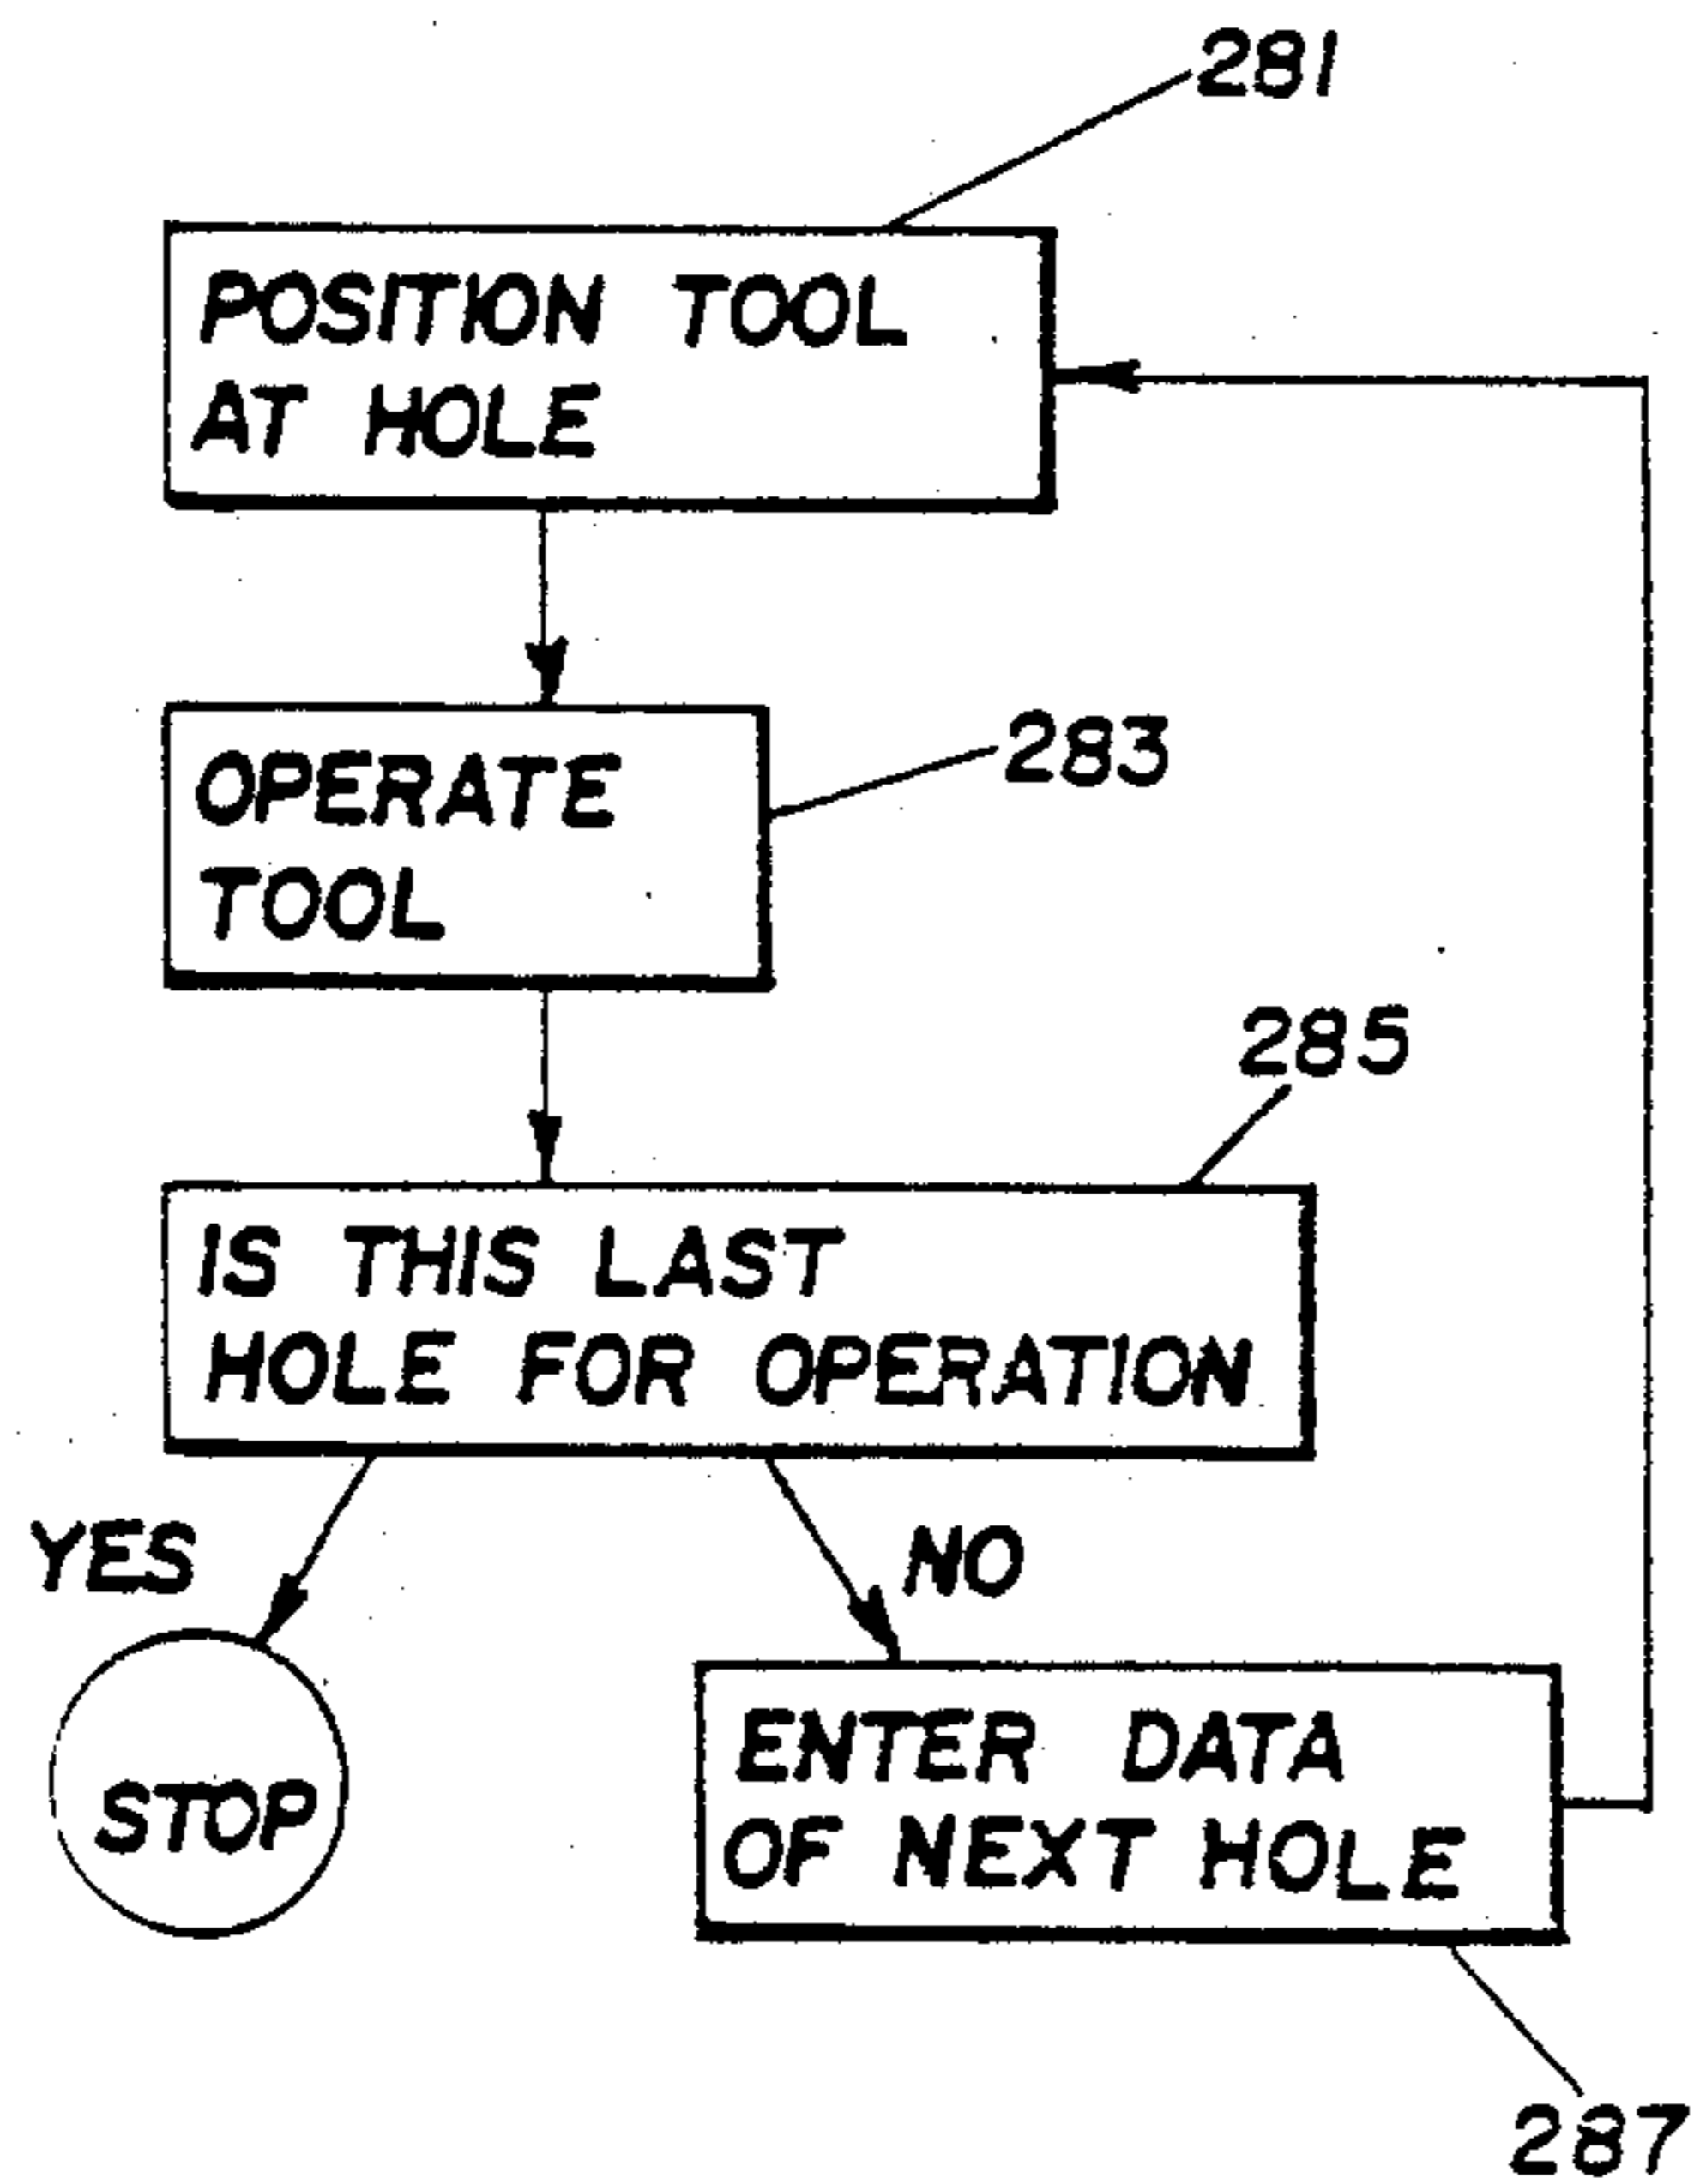 281
POSITION TOOL
AT HOLE
OPERATE
TOOL
283
285
IS THIS LAST
HOLE FOR OPERATION
YES
NO
STOP
ENTER DATA
OF NEXT HOLE
287